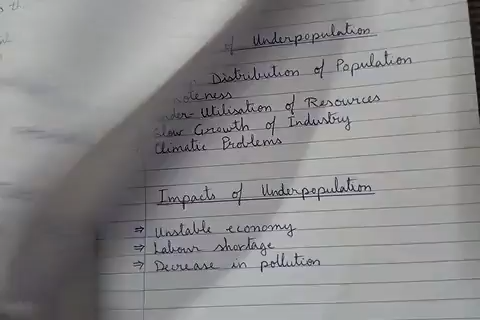 of Underpopulation
Distribution of Population
Utilisation of Resources
Slow Growth of Industry
Climatic Problems
Impacts of Underpopulation
⇒ Unstable economy
⇒ Labour shortage
⇒ Decrease in pollution